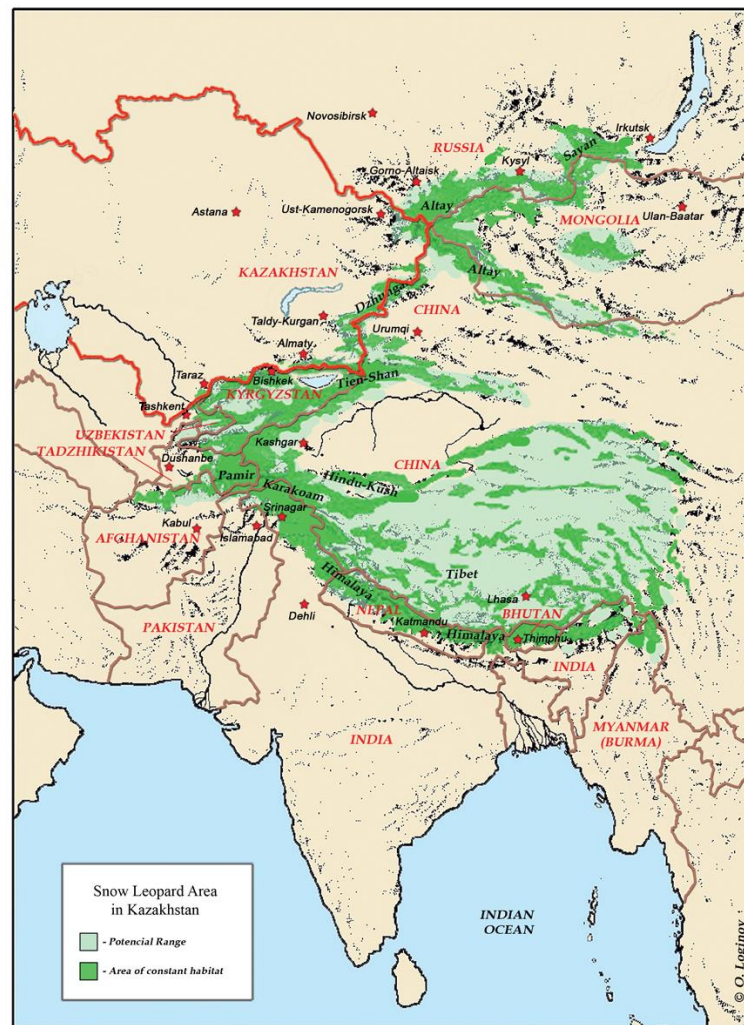 Novosibirsk
Irkutsk
RUSSIA
Sayan
Kysyl
Gorno-Altaisk
Altay
Astana
Ust-Kamenogorsk
MONGOLIA
Ulan-Baatar
KAZAKHSTAN
Altay
CHINA
Taldy-Kurgan
Urumqi
Almaty
Taraz
Bishkek
Tien-Shan
KYRGYZSTAN
Tashkent
UZBEKISTAN
Kashgar
TADZHIKISTAN
Dushanbe
CHINA
Pamir
Hindu-Kush
Karakoam
Srinagar
Kabul
AFGHANISTAN
Islamabad
Tibet
Himalaya
Lhasa
Dehli
NEPAL
BHUTAN
PAKISTAN
Katmandu
Himalaya
Thimphu
INDIA
MYANMAR
(BURMA)
INDIA
Snow Leopard Area
in Kazakhstan
- Potencial Range
- Area of constant habitat
INDIAN
OCEAN
© O. Loginov